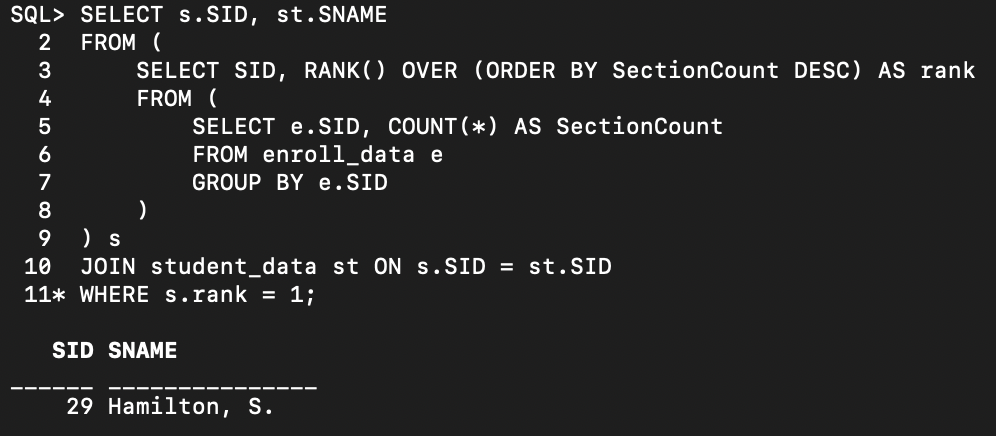 SQL> SELECT s.SID, st.SNAME
  2  FROM (
  3      SELECT SID, RANK() OVER (ORDER BY SectionCount DESC) AS rank
  4      FROM (
  5          SELECT e.SID, COUNT(*) AS SectionCount
  6          FROM enroll_data e
  7          GROUP BY e.SID
  8      )
  9  ) s
 10  JOIN student_data st ON s.SID = st.SID
 11* WHERE s.rank = 1;
   SID SNAME
______ _______________
    29 Hamilton, S.